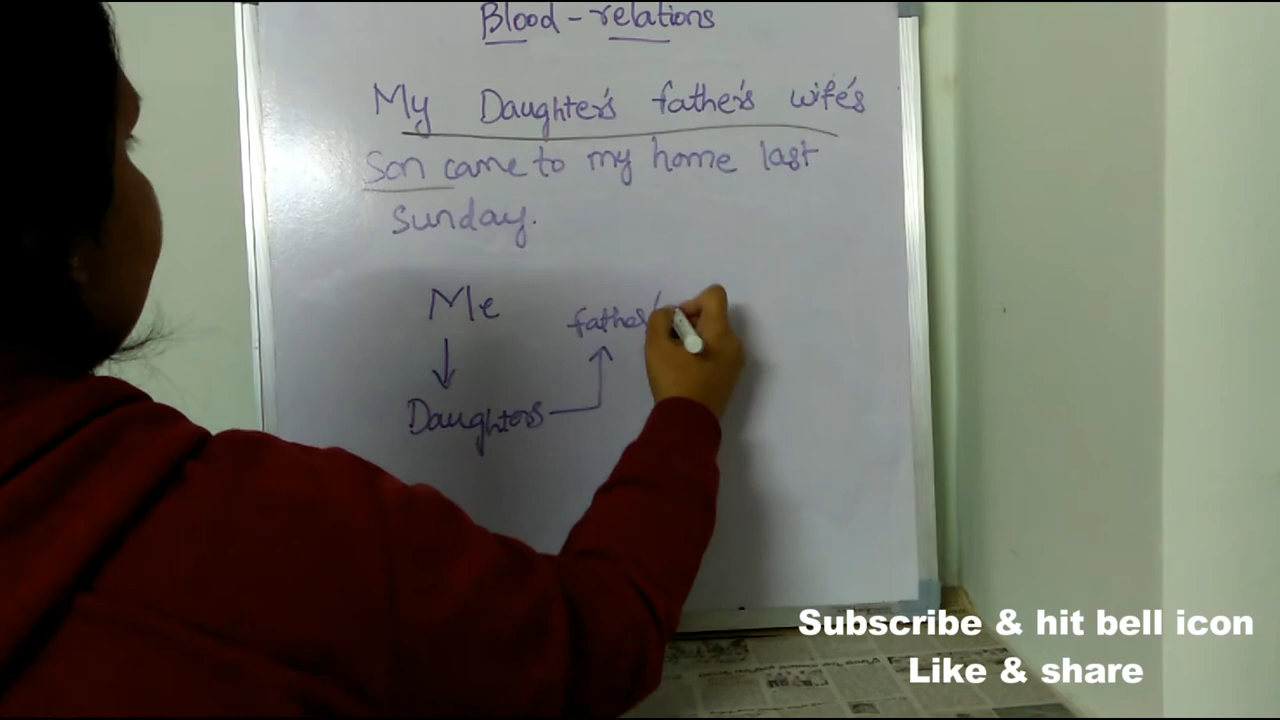 Blood - relations
My Daughter's father's wife's
Son came to my home last
Sunday.
Me
father'
Daughters
Subscribe & hit bell icon
Like & share